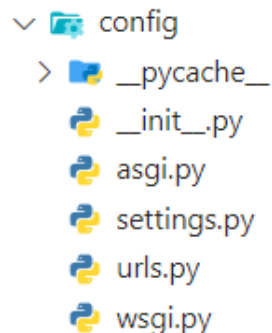 config
__pycache__
__init__.py
asgi.py
settings.py
urls.py
wsgi.py